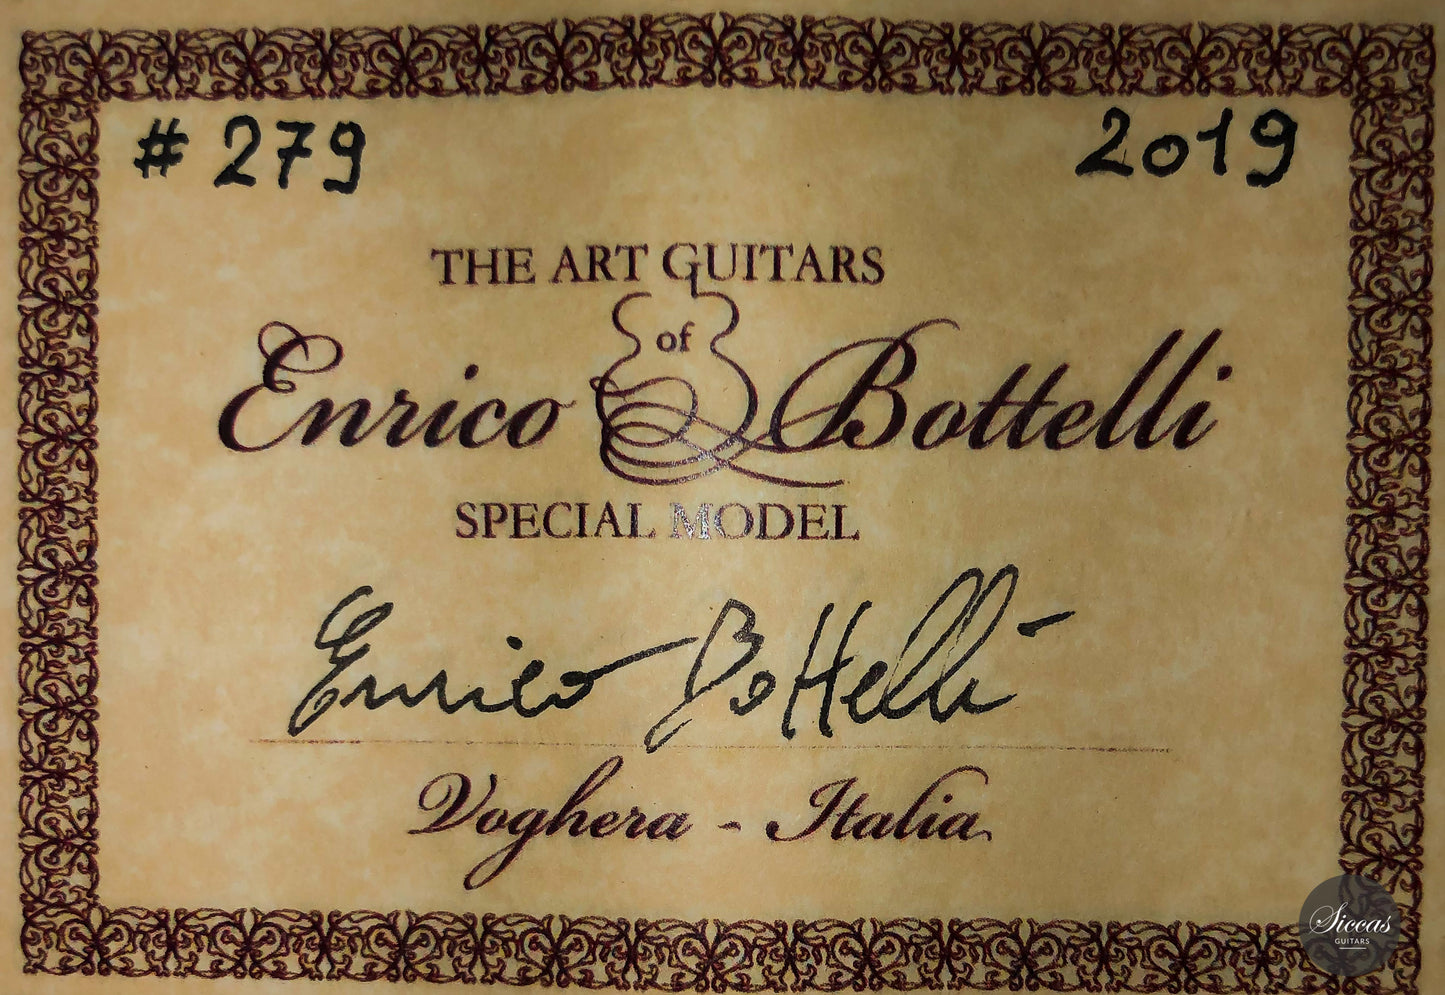 # 279 2019
THE ART GUITARS
of
Enrico Bottelli
SPECIAL MODEL
Enrico Bottelli
Voghera - Italia
Siccas
GUITARS